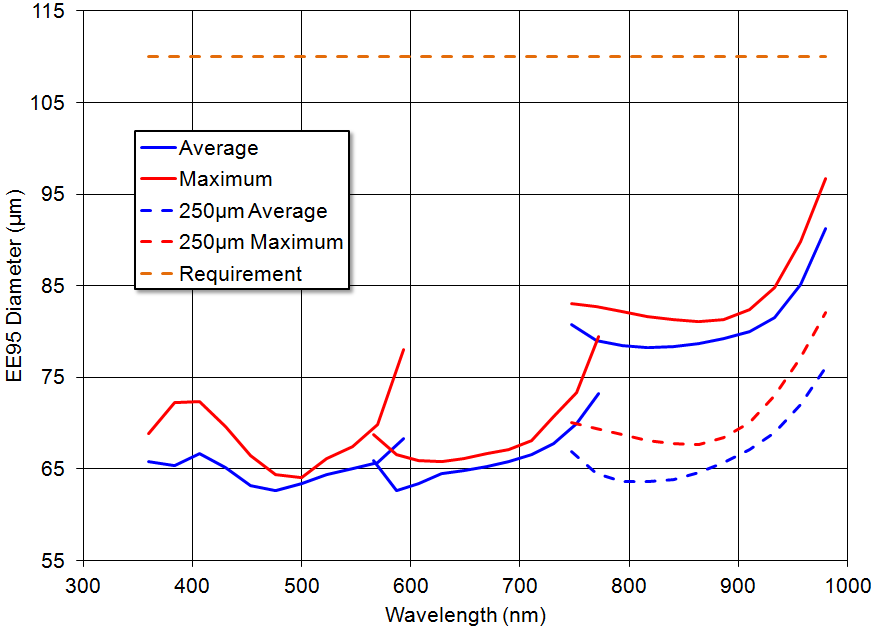 115
105
95
85
75
65
55
EE95 Diameter (µm)
Average
Maximum
250µm Average
250µm Maximum
Requirement
300 400 500 600 700 800 900 1000
Wavelength (nm)